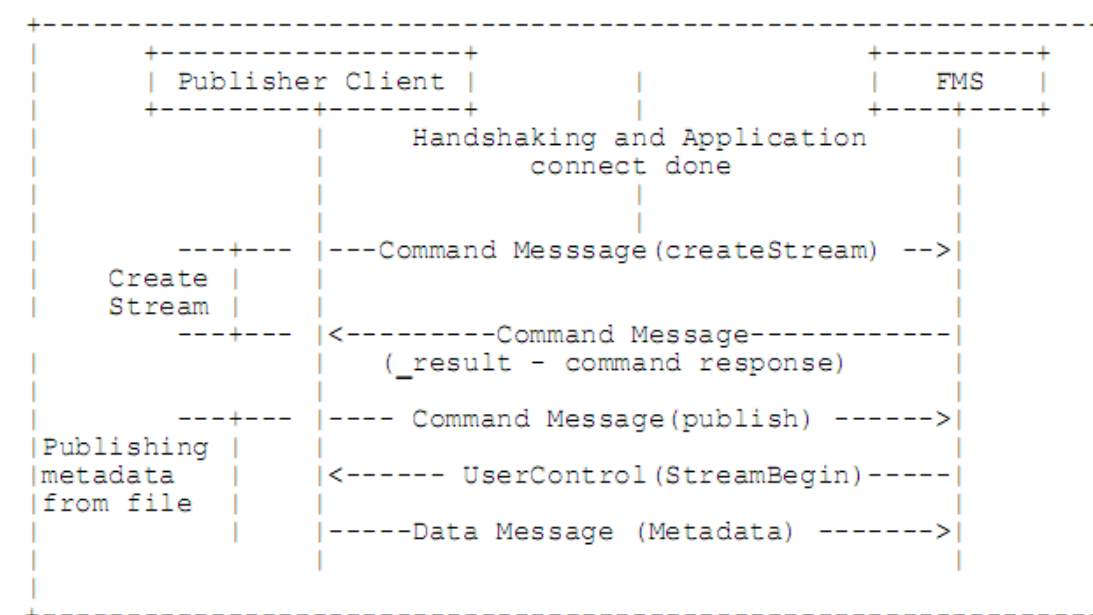 Publisher Client FMS
Handshaking and Application
connect done
---Command Messsage(createStream) -->
Create
Stream
<---------Command Message------------
(_result - command response)
---- Command Message(publish) ------>
Publishing
metadata <------ UserControl(StreamBegin)-----
from file
-----Data Message (Metadata) ------->